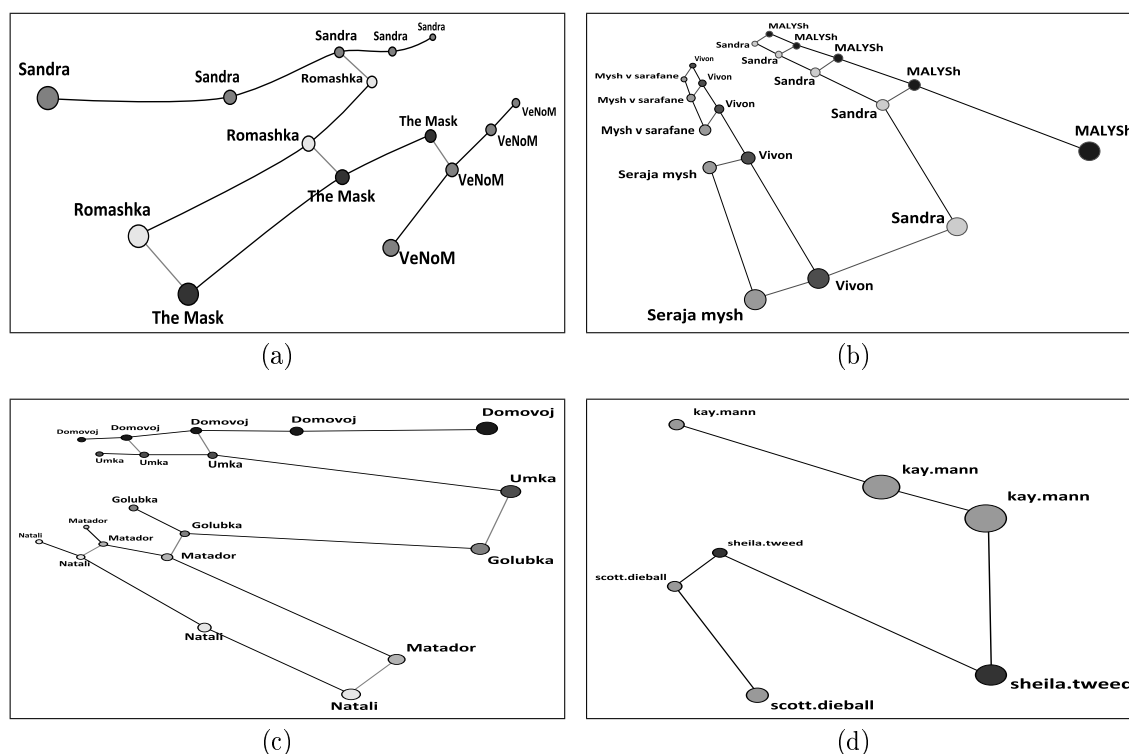 Sandra
Sandra
Sandra
Sandra
Sandra
Romashka
Romashka
Romashka
The Mask
The Mask
The Mask
VeNoM
VeNoM
VeNoM
VeNoM
(a)
MALYSh
MALYSh
MALYSh
MALYSh
MALYSh
Sandra
Sandra
Sandra
Sandra
Sandra
Vivon
Vivon
Vivon
Vivon
Vivon
Mysh v sarafane
Mysh v sarafane
Mysh v sarafane
Seraja mysh
Seraja mysh
(b)
Domovoj
Domovoj
Domovoj
Domovoj
Domovoj
Umka
Umka
Umka
Umka
Golubka
Golubka
Golubka
Matador
Matador
Matador
Matador
Natali
Natali
Natali
Natali
(c)
kay.mann
kay.mann
kay.mann
sheila.tweed
scott.dieball
sheila.tweed
scott.dieball
(d)